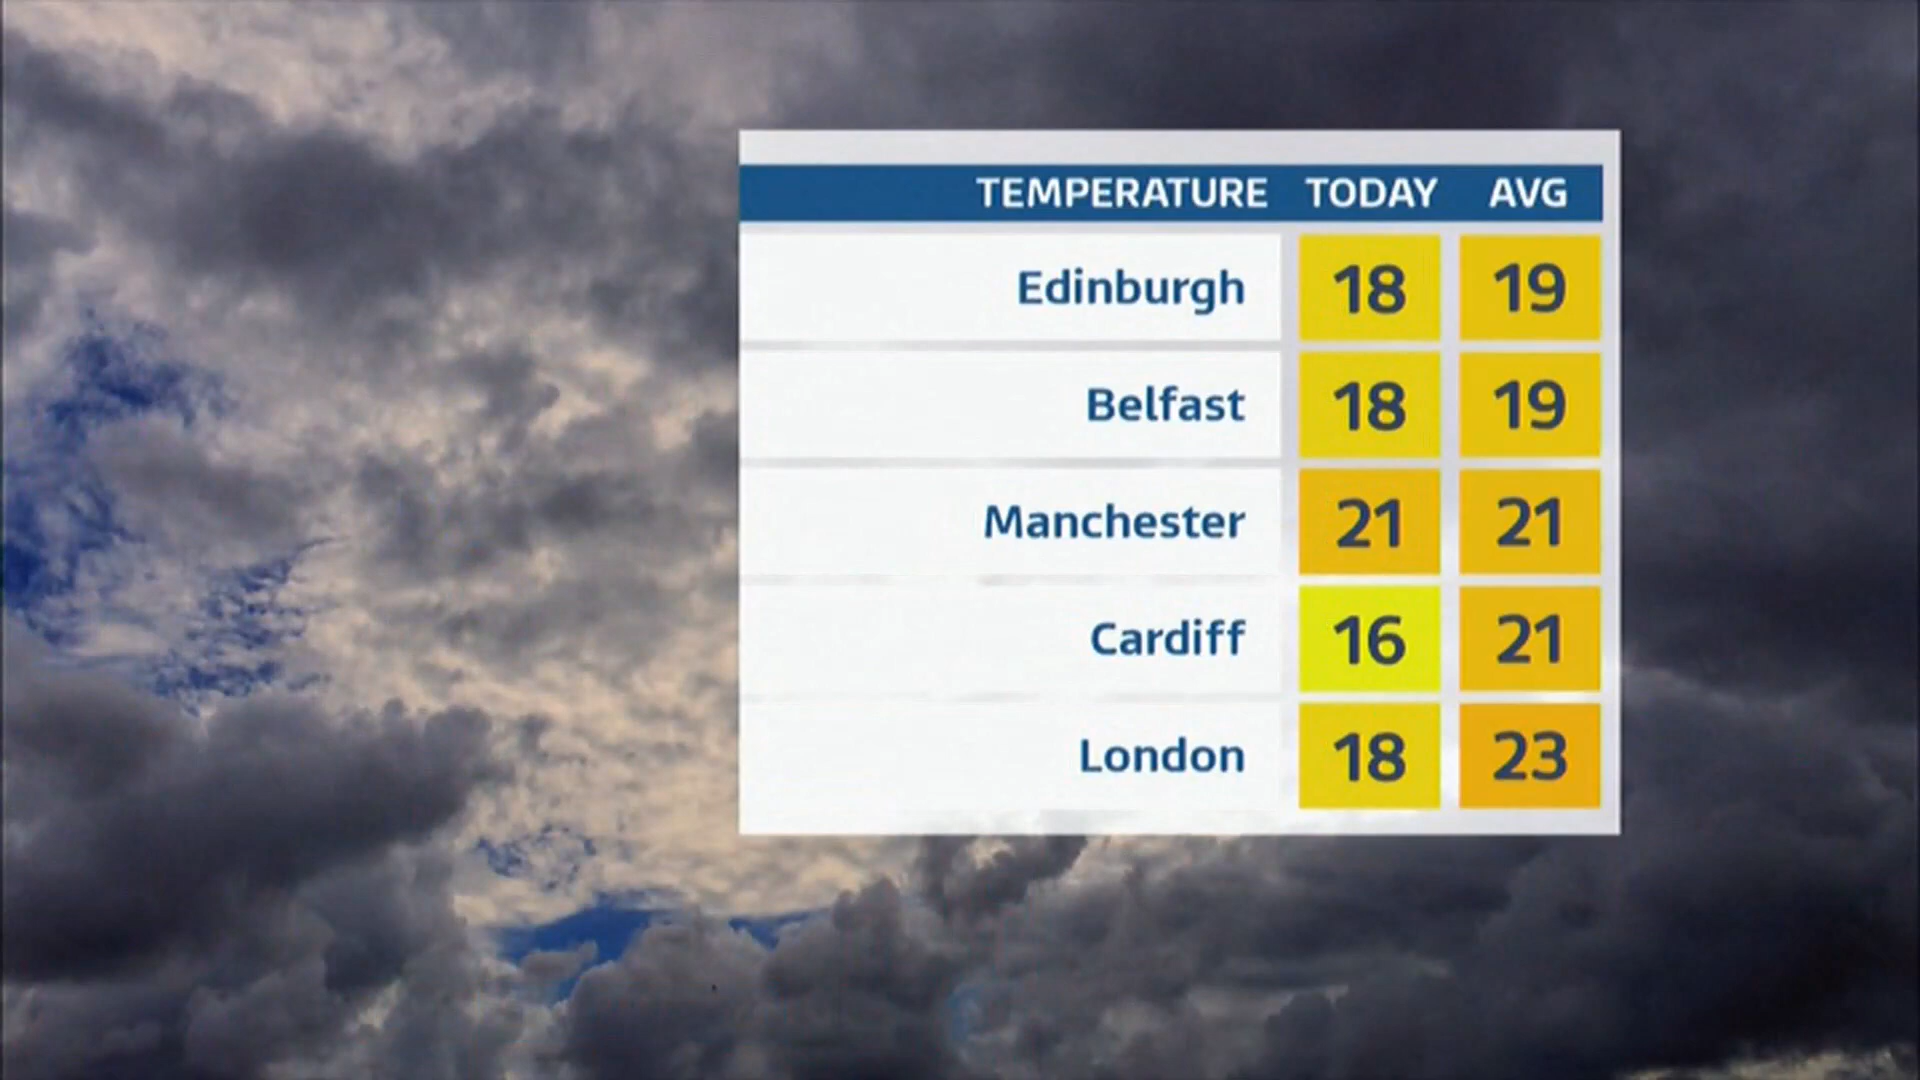 TEMPERATURE TODAY AVG
Edinburgh 18 19
Belfast 18 19
Manchester 21 21
Cardiff 16 21
London 18 23